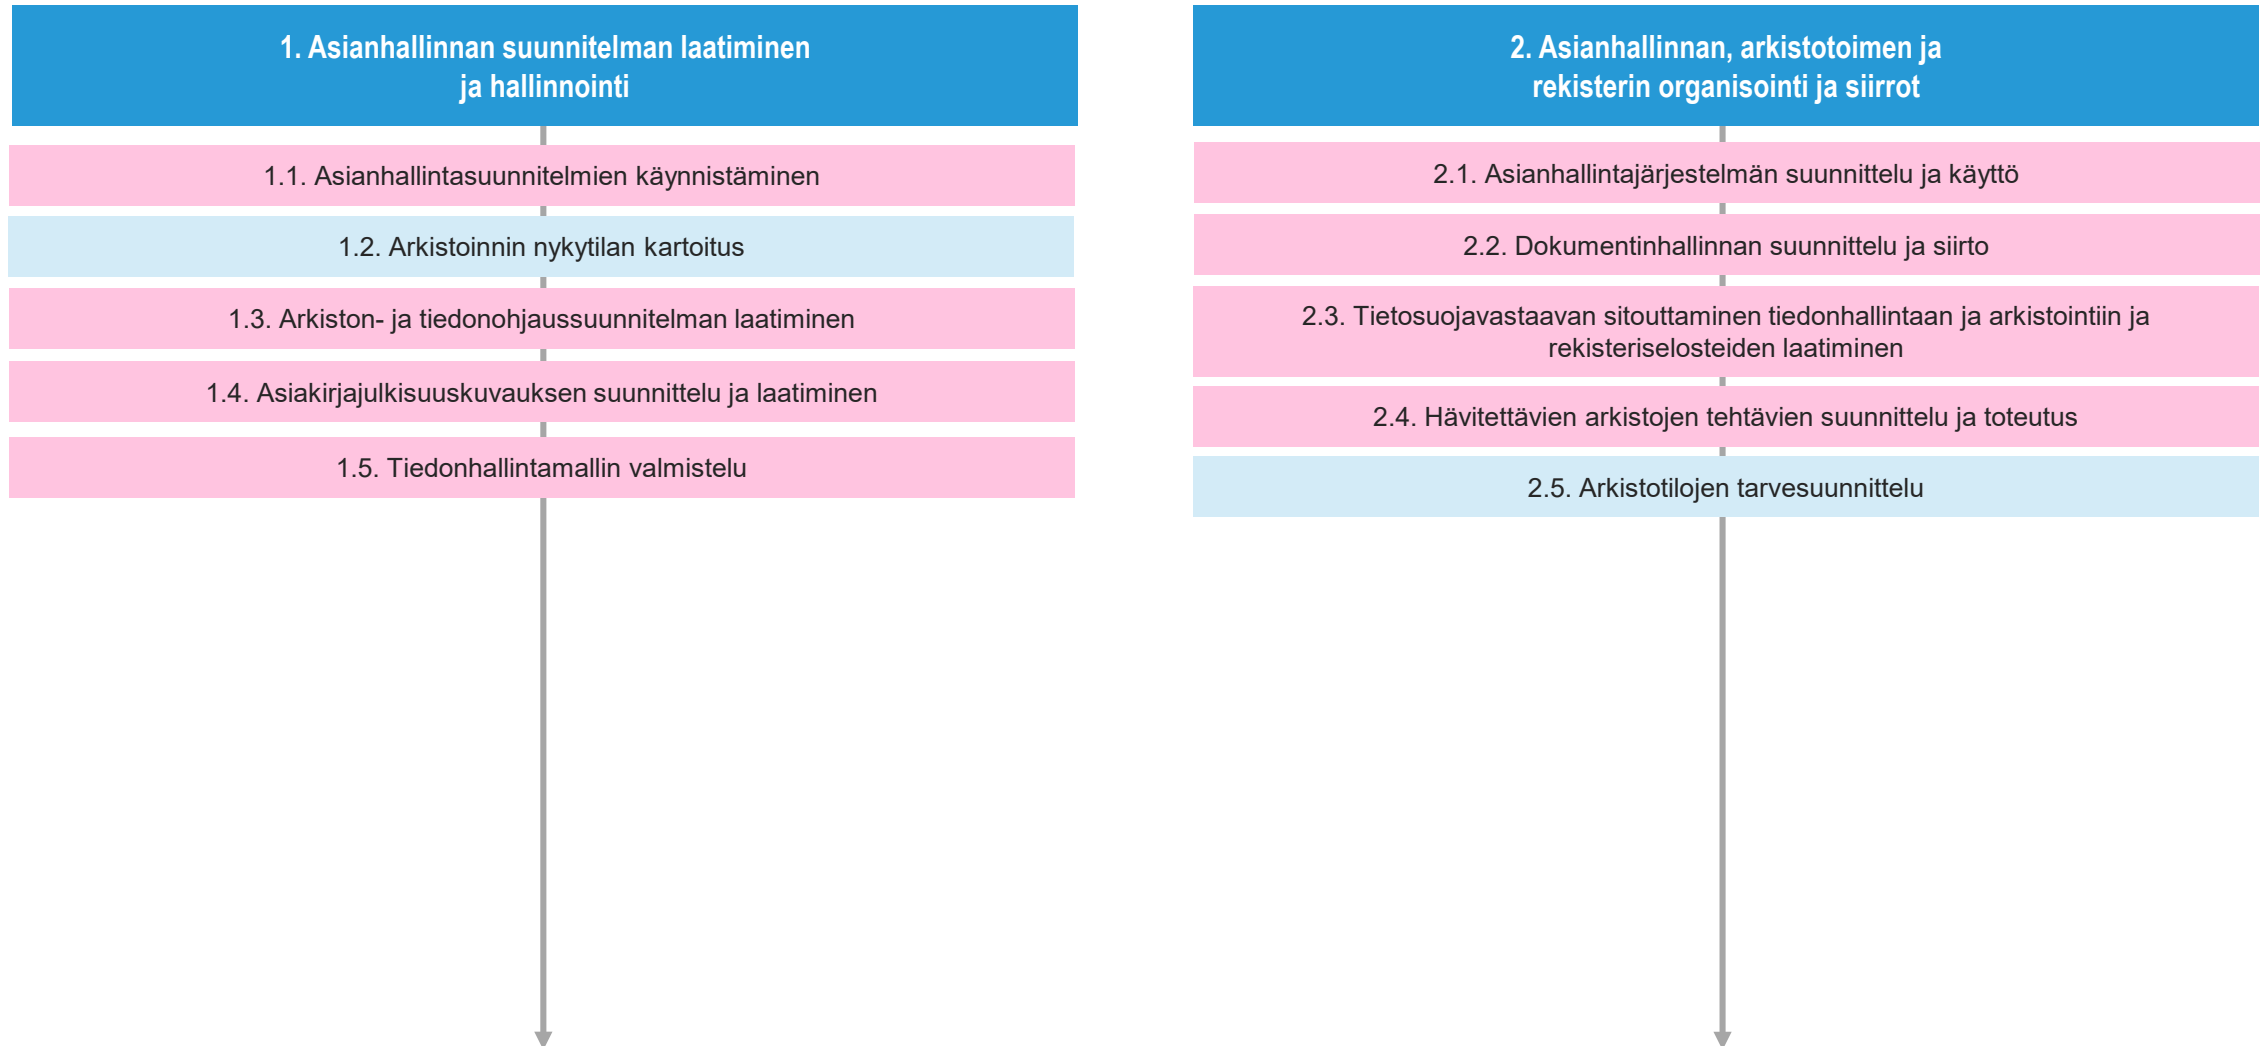 1. Asianhallinnan suunnitelman laatiminen
ja hallinnointi
1.1. Asianhallintasuunnitelmien käynnistäminen
1.2. Arkistoinnin nykytilan kartoitus
1.3. Arkiston- ja tiedonohjaussuunnitelman laatiminen
1.4. Asiakirjajulkisuuskuvauksen suunnittelu ja laatiminen
1.5. Tiedonhallintamallin valmistelu
2. Asianhallinnan, arkistotoimen ja
rekisterin organisointi ja siirrot
2.1. Asianhallintajärjestelmän suunnittelu ja käyttö
2.2. Dokumentinhallinnan suunnittelu ja siirto
2.3. Tietosuojavastaavan sitouttaminen tiedonhallintaan ja arkistointiin ja
rekisteriselosteiden laatiminen
2.4. Hävitettävien arkistojen tehtävien suunnittelu ja toteutus
2.5. Arkistotilojen tarvesuunnittelu